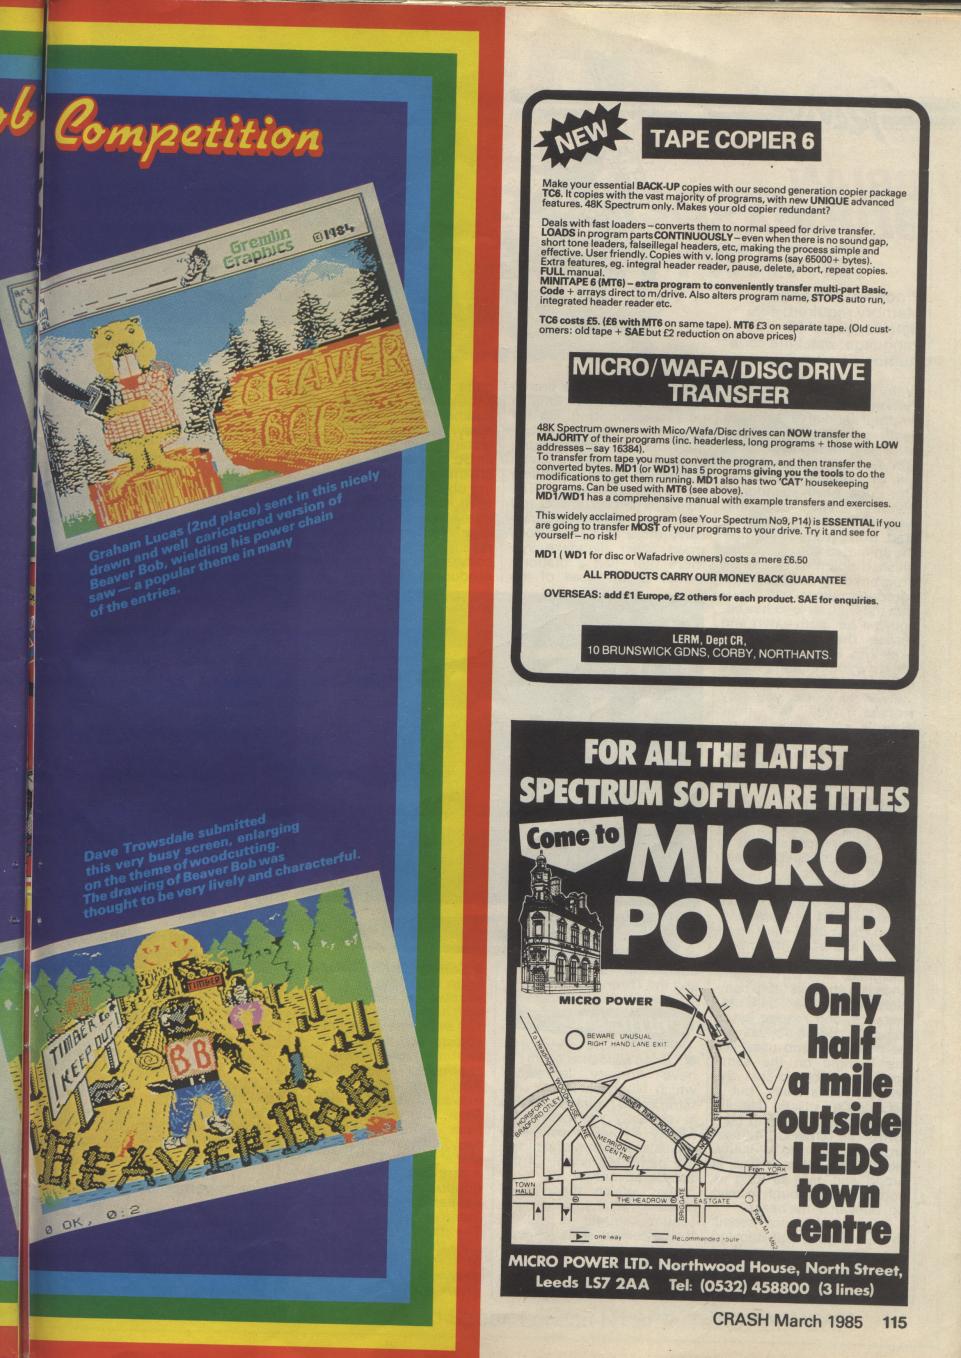 ob Competition
Gremlin
Graphics
©1984
BEAVER
BOB
Graham Lucas (2nd place) sent in this nicely
drawn and well caricatured version of
Beaver Bob, wielding his power chain
saw — a popular theme in many
of the entries.
Dave Trowsdale submitted
this very busy screen, enlarging
on the theme of woodcutting.
The drawing of Beaver Bob was
thought to be very lively and characterful.
TIMBER
TIMBER Co
! KEEP OUT!
BB
BEAVER BOB
0 OK, 0:2
NEW
TAPE COPIER 6
Make your essential BACK-UP copies with our second generation copier package
TC6. It copies with the vast majority of programs, with new UNIQUE advanced
features. 48K Spectrum only. Makes your old copier redundant?
Deals with fast loaders – converts them to normal speed for drive transfer.
LOADS in program parts CONTINUOUSLY – even when there is no sound gap,
short tone leaders, falseillegal headers, etc, making the process simple and
effective. User friendly. Copies with v. long programs (say 65000+ bytes).
Extra features, eg. integral header reader, pause, delete, abort, repeat copies.
FULL manual.
MINITAPE 6 (MT6) – extra program to conveniently transfer multi-part Basic,
Code + arrays direct to m/drive. Also alters program name, STOPS auto run,
integrated header reader etc.
TC6 costs £5. (£6 with MT6 on same tape). MT6 £3 on separate tape. (Old cust-
omers: old tape + SAE but £2 reduction on above prices)
MICRO/WAFA/DISC DRIVE
TRANSFER
48K Spectrum owners with Mico/Wafa/Disc drives can NOW transfer the
MAJORITY of their programs (inc. headerless, long programs + those with LOW
addresses – say 16384).
To transfer from tape you must convert the program, and then transfer the
converted bytes. MD1 (or WD1) has 5 programs giving you the tools to do the
modifications to get them running. MD1 also has two 'CAT' housekeeping
programs. Can be used with MT6 (see above).
MD1/WD1 has a comprehensive manual with example transfers and exercises.
This widely acclaimed program (see Your Spectrum No9, P14) is ESSENTIAL if you
are going to transfer MOST of your programs to your drive. Try it and see for
yourself – no risk!
MD1 ( WD1 for disc or Wafadrive owners) costs a mere £6.50
ALL PRODUCTS CARRY OUR MONEY BACK GUARANTEE
OVERSEAS: add £1 Europe, £2 others for each product. SAE for enquiries.
LERM, Dept CR,
10 BRUNSWICK GDNS, CORBY, NORTHANTS.
FOR ALL THE LATEST
SPECTRUM SOFTWARE TITLES
Come to
MICRO
POWER
MICRO POWER
BEWARE UNUSUAL
RIGHT HAND LANE EXIT
To Headingley
WOODHOUSE LANE
HORSFORTH
BRADFORD OTLEY
INNER RING ROAD
NORTH STREET
MERRION
CENTRE
TOWN
HALL
THE HEADROW
BRIGGATE
EASTGATE
From YORK
From M1 M62
one way
Recommended route
Only
half
a mile
outside
LEEDS
town
centre
MICRO POWER LTD. Northwood House, North Street,
Leeds LS7 2AA Tel: (0532) 458800 (3 lines)
CRASH March 1985 115